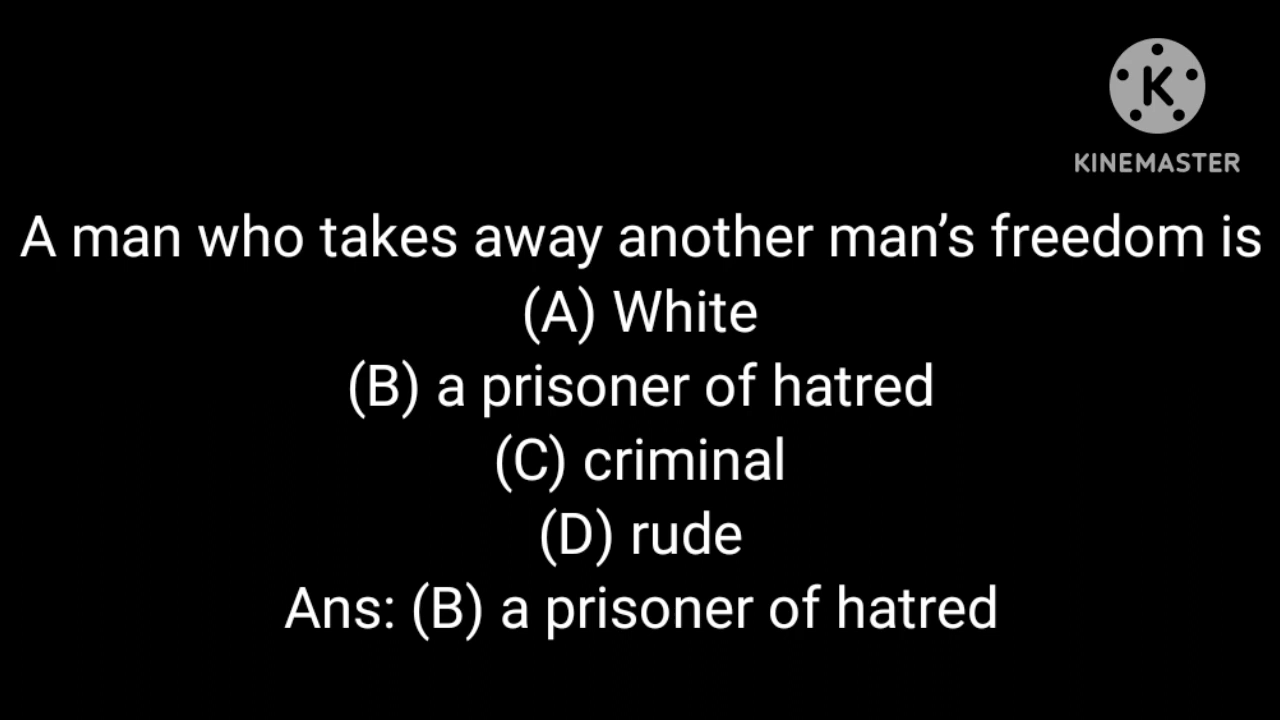 K
KINEMASTER
A man who takes away another man’s freedom is
(A) White
(B) a prisoner of hatred
(C) criminal
(D) rude
Ans: (B) a prisoner of hatred